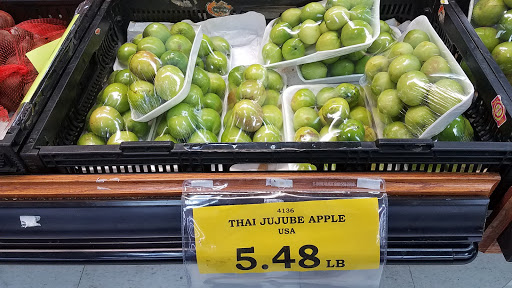 4136
THAI JUJUBE APPLE
USA
5.48 LB